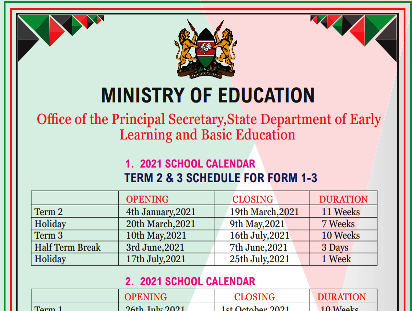 MINISTRY OF EDUCATION
Office of the Principal Secretary,State Department of Early
Learning and Basic Education
1. 2021 SCHOOL CALENDAR
TERM 2 & 3 SCHEDULE FOR FORM 1-3
OPENING CLOSING DURATION
Term 2 4th January,2021 19th March,2021 11 Weeks
Holiday 20th March,2021 9th May,2021 7 Weeks
Term 3 10th May,2021 16th July,2021 10 Weeks
Half Term Break 3rd June,2021 7th June,2021 3 Days
Holiday 17th July,2021 25th July,2021 1 Week
2. 2021 SCHOOL CALENDAR
OPENING CLOSING DURATION
Term 1 26th July,2021 1st October,2021 10 Weeks